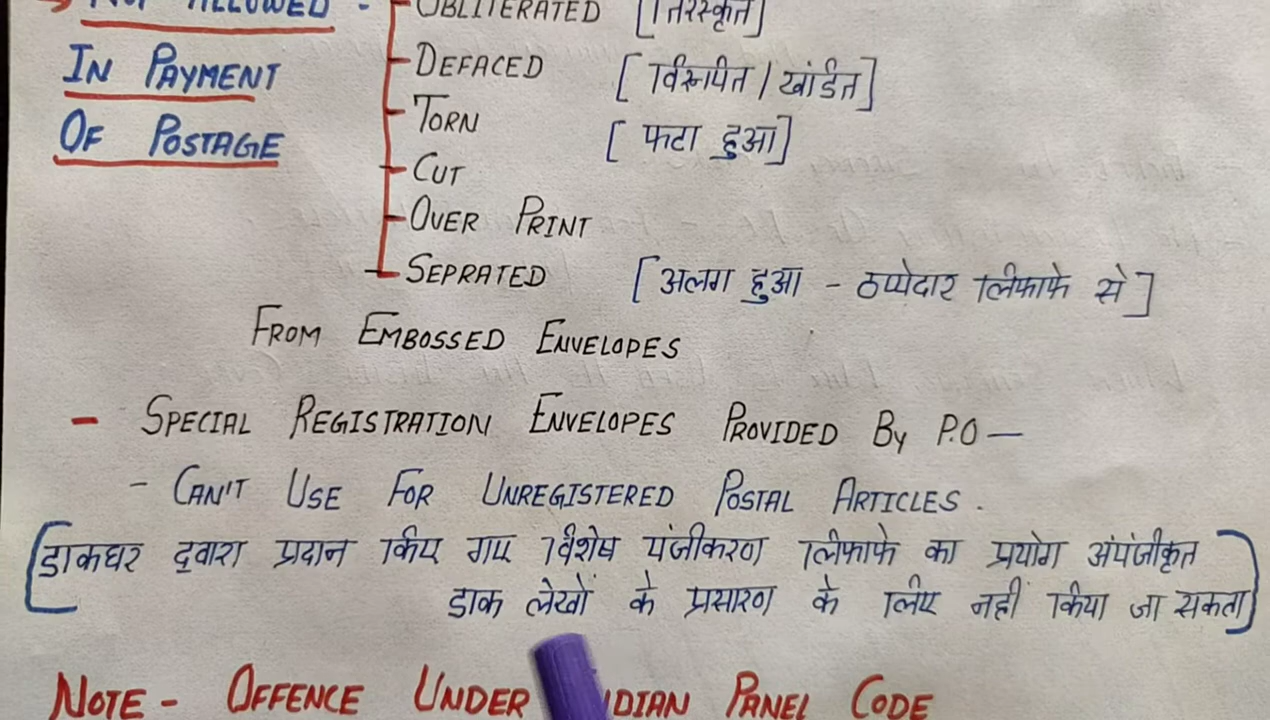 NOT ALLOWED - OBLITERATED [तिरस्कृत]
IN PAYMENT DEFACED [विरूपित / खंडित]
OF POSTAGE TORN [फटा हुआ]
CUT
OVER PRINT
SEPRATED [अलग हुआ - ठप्पेदार लिफाफे से]
FROM EMBOSSED ENVELOPES
- SPECIAL REGISTRATION ENVELOPES PROVIDED By P.O —
- CAN'T USE FOR UNREGISTERED POSTAL ARTICLES .
[डाकघर द्वारा प्रदान किए गए विशेष पंजीकरण लिफाफे का प्रयोग अंपंजीकृत
डाक लेखों के प्रसारण के लिए नहीं किया जा सकता]
NOTE - OFFENCE UNDER PANEL CODE